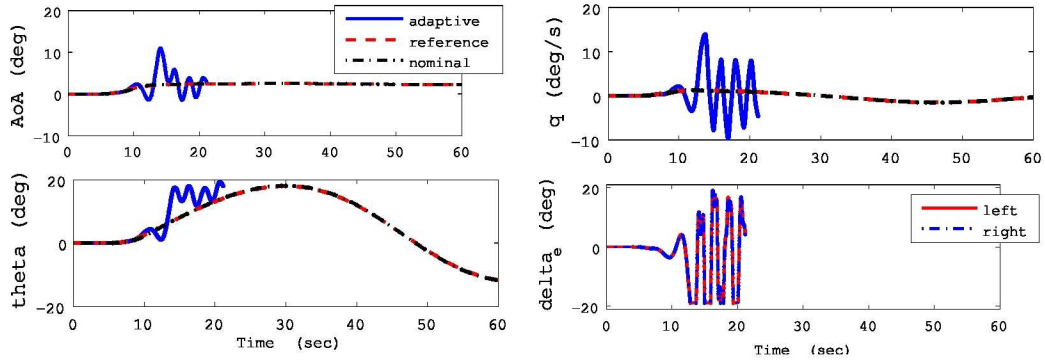 20
10
0
−10
AoA (deg)
0 10 20 30 40 50 60
adaptive
reference
nominal
20
10
0
−10
q (deg/s)
0 10 20 30 40 50 60
20
0
−20
theta (deg)
0 10 20 30 40 50 60
Time (sec)
20
0
−20
delta_e (deg)
0 10 20 30 40 50 60
Time (sec)
left
right